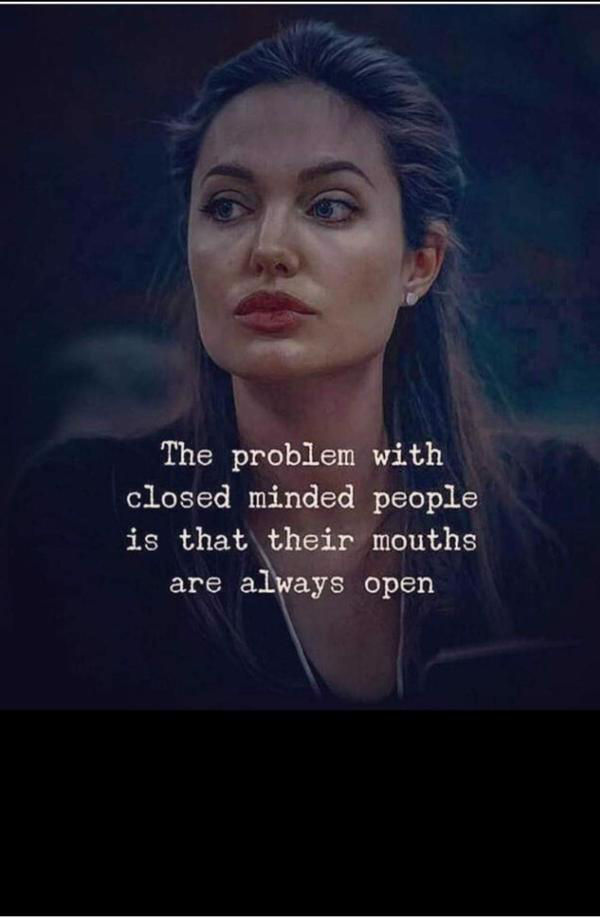 The problem with
closed minded people
is that their mouths
are always open